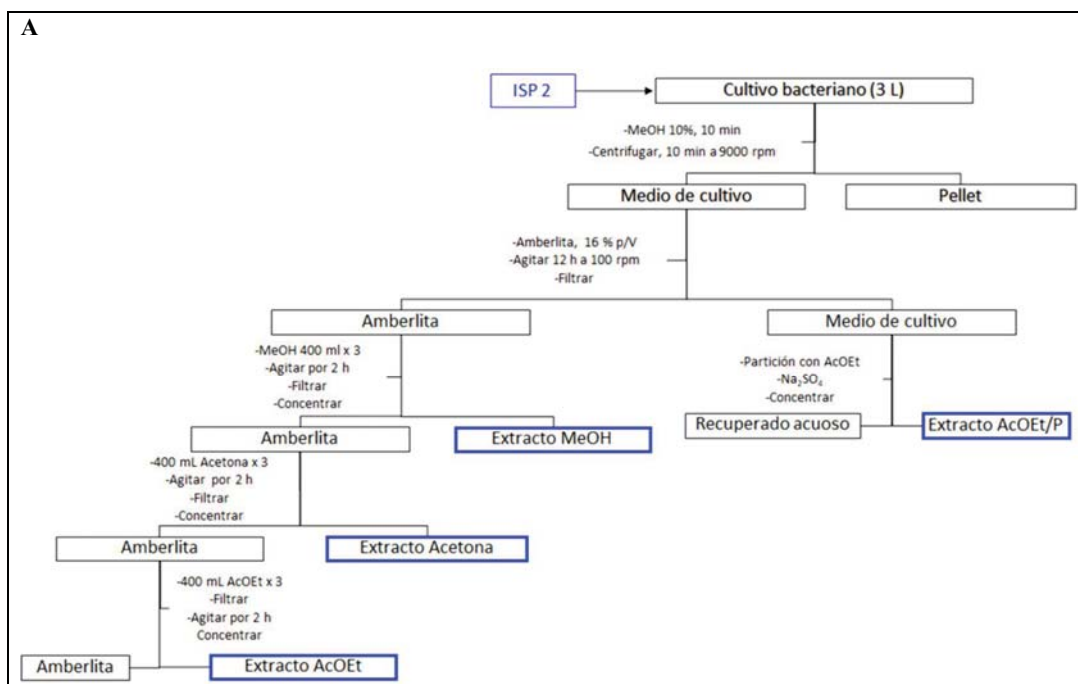 A
ISP 2
Cultivo bacteriano (3 L)
-MeOH 10%, 10 min
-Centrifugar, 10 min a 9000 rpm
Medio de cultivo
Pellet
-Amberlita, 16 % p/V
-Agitar 12 h a 100 rpm
-Filtrar
Amberlita
Medio de cultivo
-MeOH 400 ml x 3
-Agitar por 2 h
-Filtrar
-Concentrar
-Partición con AcOEt
-Na₂SO₄
-Concentrar
Amberlita
Extracto MeOH
Recuperado acuoso
Extracto AcOEt/P
-400 mL Acetona x 3
-Agitar por 2 h
-Filtrar
-Concentrar
Amberlita
Extracto Acetona
-400 mL AcOEt x 3
-Filtrar
-Agitar por 2 h
Concentrar
Amberlita
Extracto AcOEt